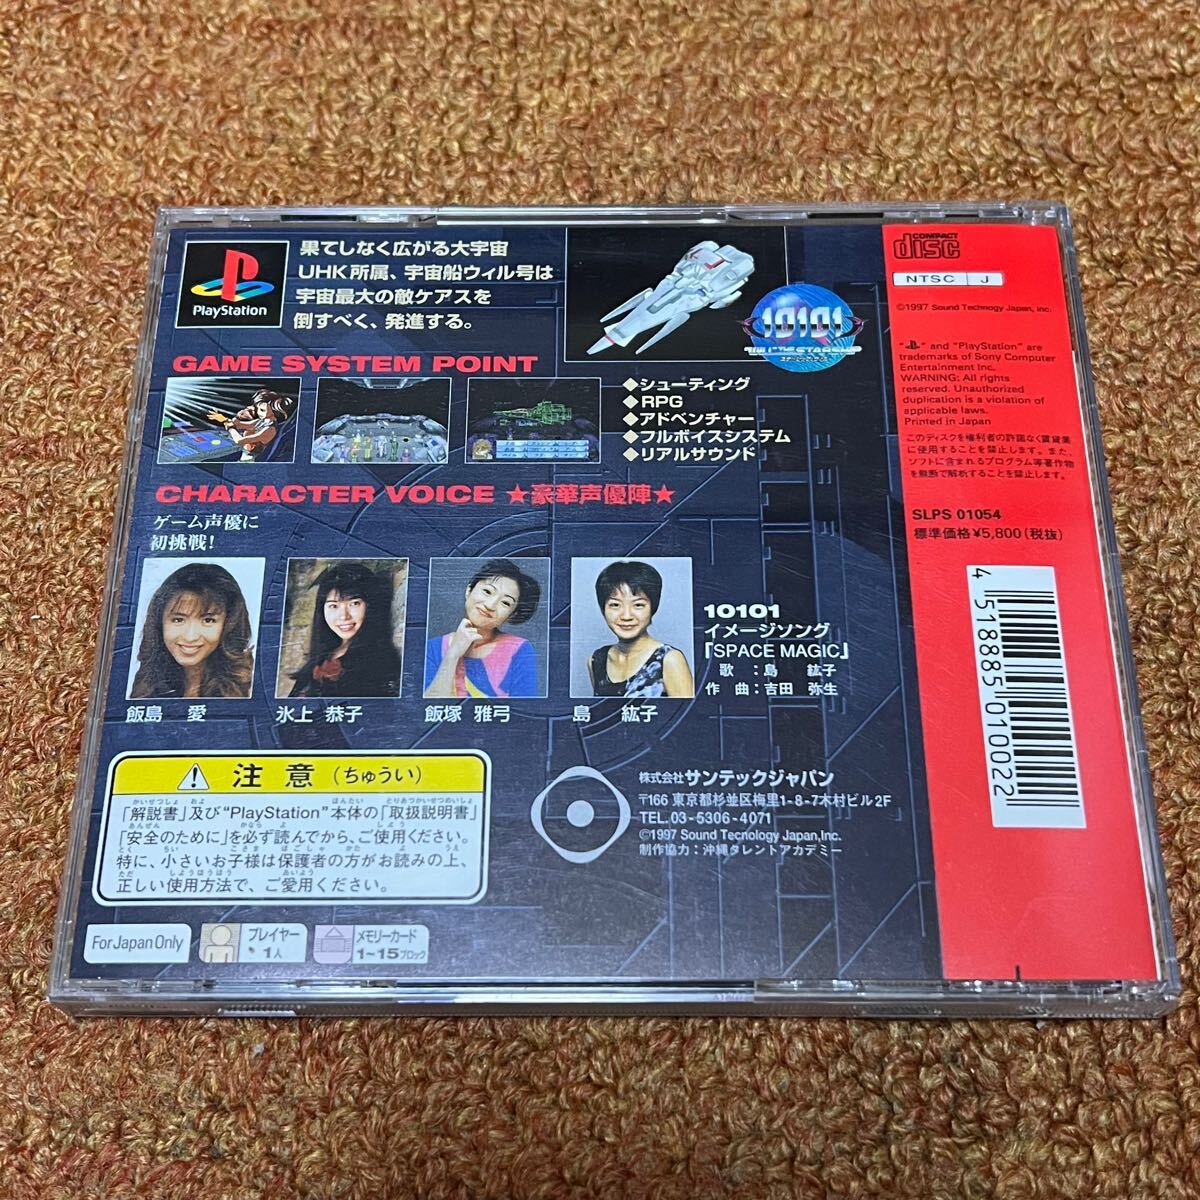 PlayStation
果てしなく広がる大宇宙
UHK所属、宇宙船ウィル号は
宇宙最大の敵ケアスを
倒すべく、発進する。
10101
GAME SYSTEM POINT
◆シューティング
◆RPG
◆アドベンチャー
◆フルボイスシステム
◆リアルサウンド
CHARACTER VOICE ★豪華声優陣★
ゲーム声優に
初挑戦!
飯島 愛
氷上 恭子
飯塚 雅弓
島 紘子
10101
イメージソング
「SPACE MAGIC」
歌:島 紘子
作 曲:吉田 弥生
注意(ちゅうい)
「解説書」及び“PlayStation”本体の「取扱説明書」
「安全のために」を必ず読んでから、ご使用ください。
特に、小さいお子様は保護者の方がお読みの上、
正しい使用方法で、ご愛用ください。
株式会社サンテックジャパン
〒166 東京都杉並区梅里1-8-7木村ビル2F
TEL.03-5306-4071
©1997 Sound Tecnology Japan,Inc.
制作協力:沖縄タレントアカデミー
For Japan Only
プレイヤー
1人
メモリーカード
1~15ブロック
COMPACT
disc
NTSC J
©1997 Sound Technogy Japan, inc.
" " and "PlayStation" are
trademarks of Sony Computer
Entertainment Inc.
WARNING: All rights
reserved. Unauthorized
duplication is a violation of
applicable laws.
Printed in Japan
このディスクを権利者の許諾なく賃貸業
に使用することを禁止します。また、
ソフトに含まれるプログラム等著作物
を無断で解析することを禁止します。
SLPS 01054
標準価格¥5,800(税抜)
4 518885 010022